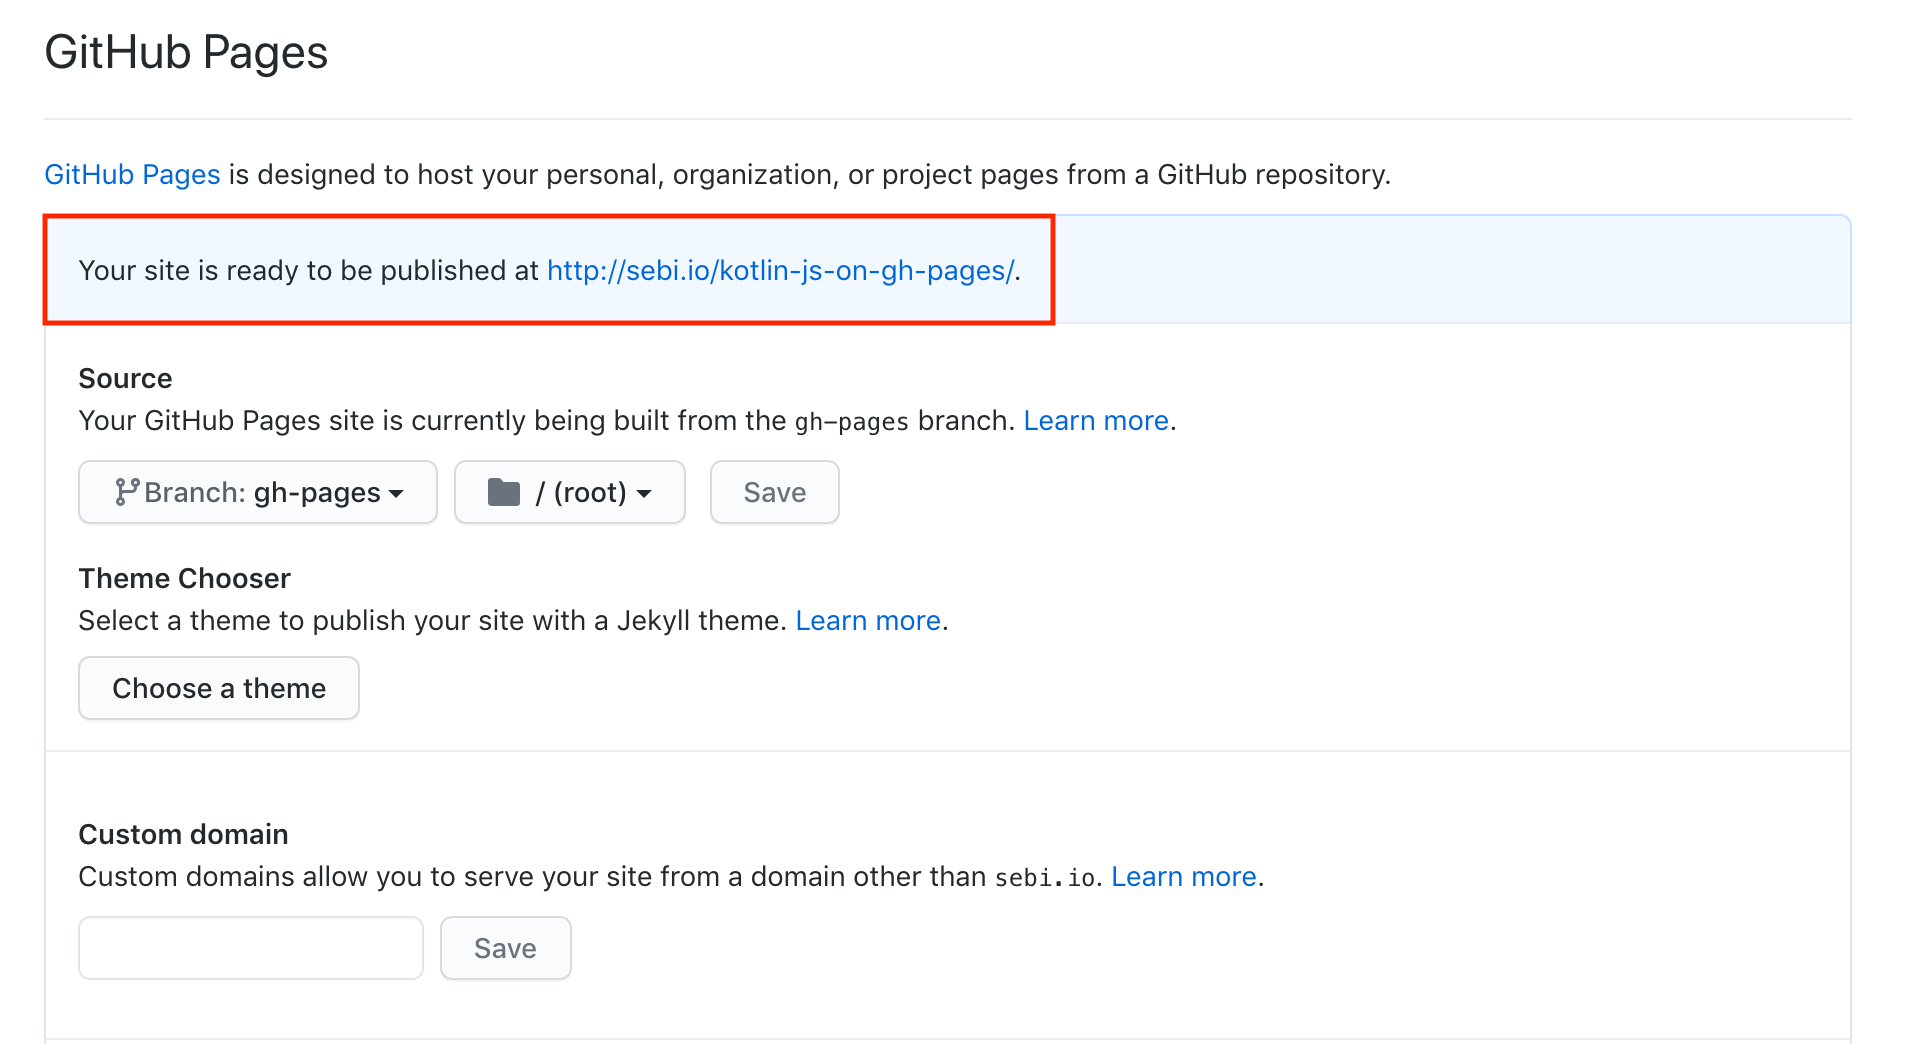 GitHub Pages
GitHub Pages is designed to host your personal, organization, or project pages from a GitHub repository.
Your site is ready to be published at http://sebi.io/kotlin-js-on-gh-pages/.
Source
Your GitHub Pages site is currently being built from the gh-pages branch. Learn more.
Branch: gh-pages / (root) Save
Theme Chooser
Select a theme to publish your site with a Jekyll theme. Learn more.
Choose a theme
Custom domain
Custom domains allow you to serve your site from a domain other than sebi.io. Learn more.
Save